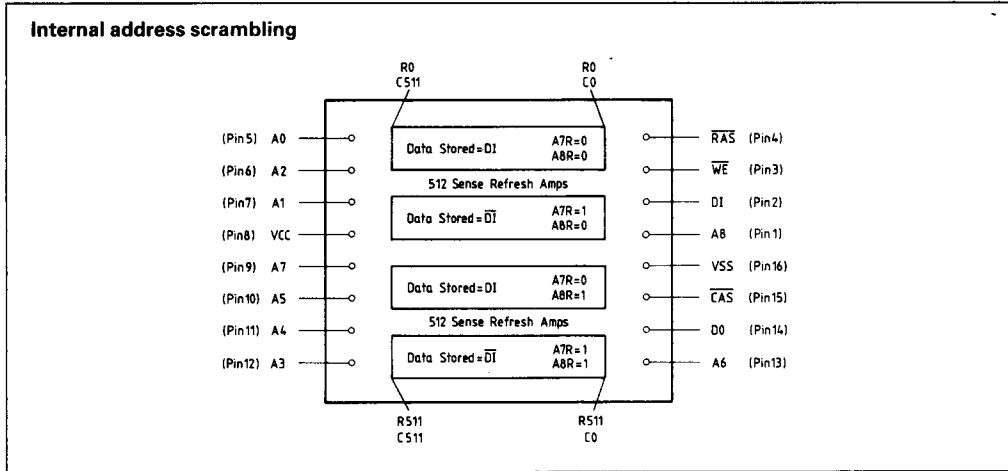 Internal address scrambling
R0 R0
C511 C0
(Pin5) A0
(Pin6) A2
(Pin7) A1
(Pin8) VCC
(Pin9) A7
(Pin10) A5
(Pin11) A4
(Pin12) A3
Data Stored=DI A7R=0
A8R=0
512 Sense Refresh Amps
Data Stored=D̅I̅ A7R=1
A8R=0
Data Stored=DI A7R=0
A8R=1
512 Sense Refresh Amps
Data Stored=D̅I̅ A7R=1
A8R=1
R̅A̅S̅ (Pin4)
W̅E̅ (Pin3)
DI (Pin2)
A8 (Pin1)
VSS (Pin16)
C̅A̅S̅ (Pin15)
DO (Pin14)
A6 (Pin13)
R511 R511
C511 C0